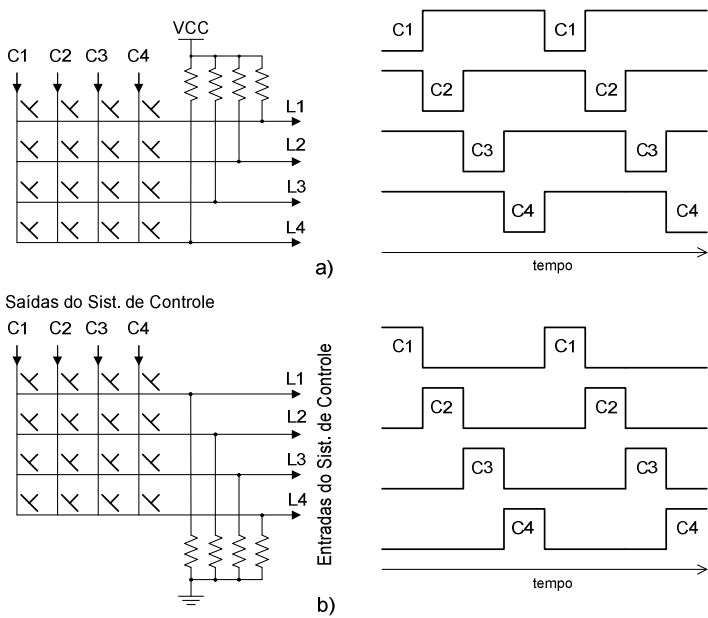 VCC
C1 C2 C3 C4
L1
L2
L3
L4
C1 C1
C2 C2
C3 C3
C4 C4
tempo
a)
Saídas do Sist. de Controle
C1 C2 C3 C4
L1
L2
L3
L4
Entradas do Sist. de Controle
C1 C1
C2 C2
C3 C3
C4 C4
tempo
b)